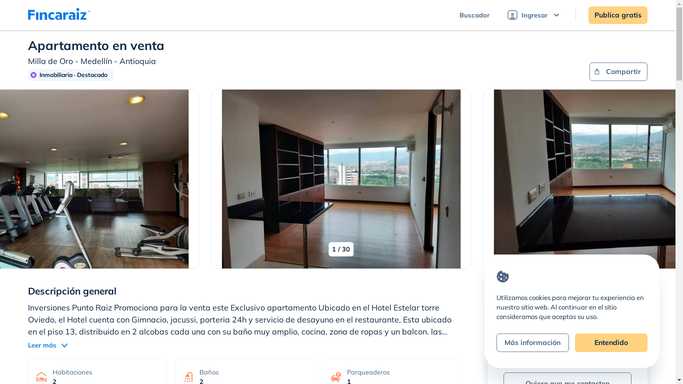 Fincaraiz
Buscador
Ingresar
Publica gratis
Apartamento en venta
Milla de Oro - Medellín - Antioquia
Inmobiliaria - Destacado
Compartir
1 / 30
Descripción general
Inversiones Punto Raiz Promociona para la venta este Exclusivo apartamento Ubicado en el Hotel Estelar torre
Oviedo, el Hotel cuenta con Gimnacio, jacussi, porteria 24h y servicio de desayuno en el restaurante, Esta ubicado
en el piso 13, distribuido en 2 alcobas cada una con su baño muy amplio, cocina, zona de ropas y un balcon, las...
Leer más
Habitaciones
2
Baños
2
Parqueaderos
1
Utilizamos cookies para mejorar tu experiencia en
nuestro sitio web. Al continuar en el sitio
consideramos que aceptas su uso.
Más información
Entendido
Quiero que me contacten